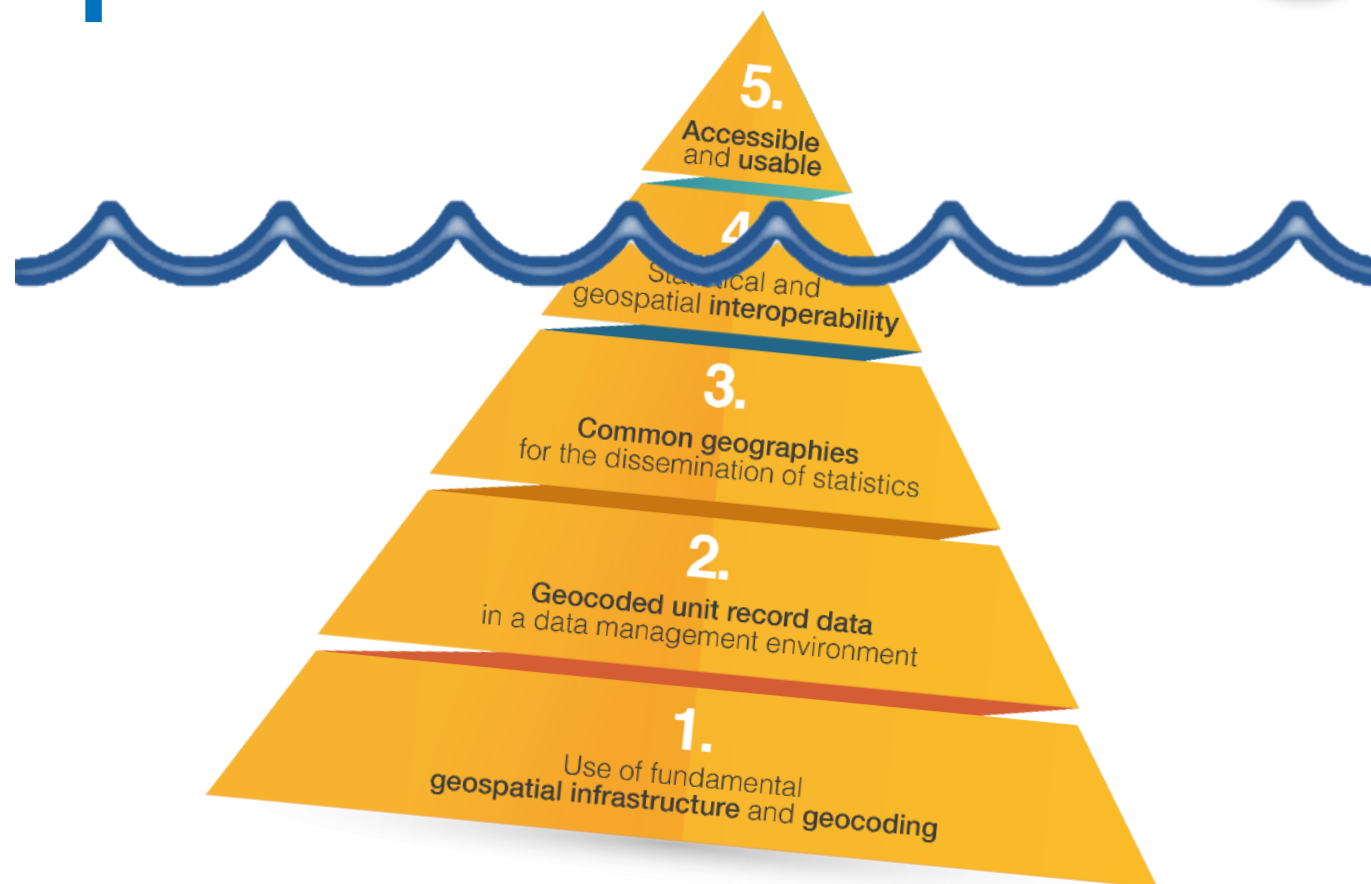 5.
Accessible
and usable
4
Statistical and
geospatial interoperability
3.
Common geographies
for the dissemination of statistics
2.
Geocoded unit record data
in a data management environment
1.
Use of fundamental
geospatial infrastructure and geocoding